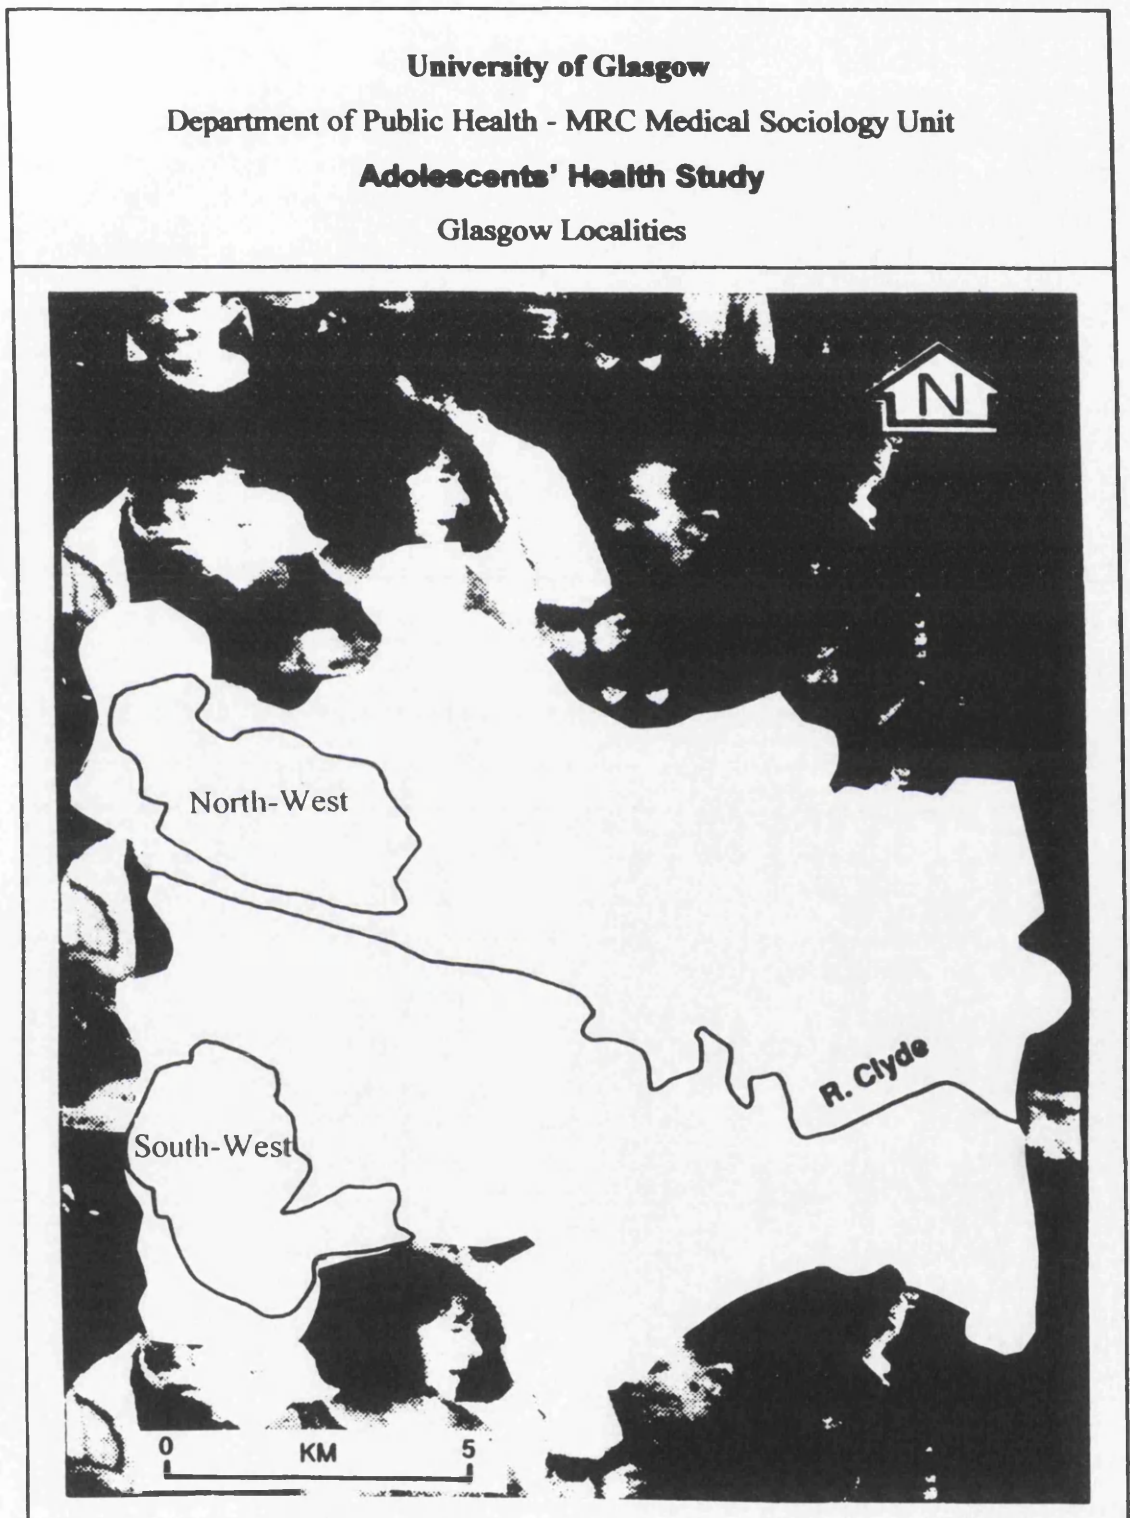 University of Glasgow
Department of Public Health - MRC Medical Sociology Unit
Adolescents' Health Study
Glasgow Localities
N
North-West
R. Clyde
South-West
0 KM 5